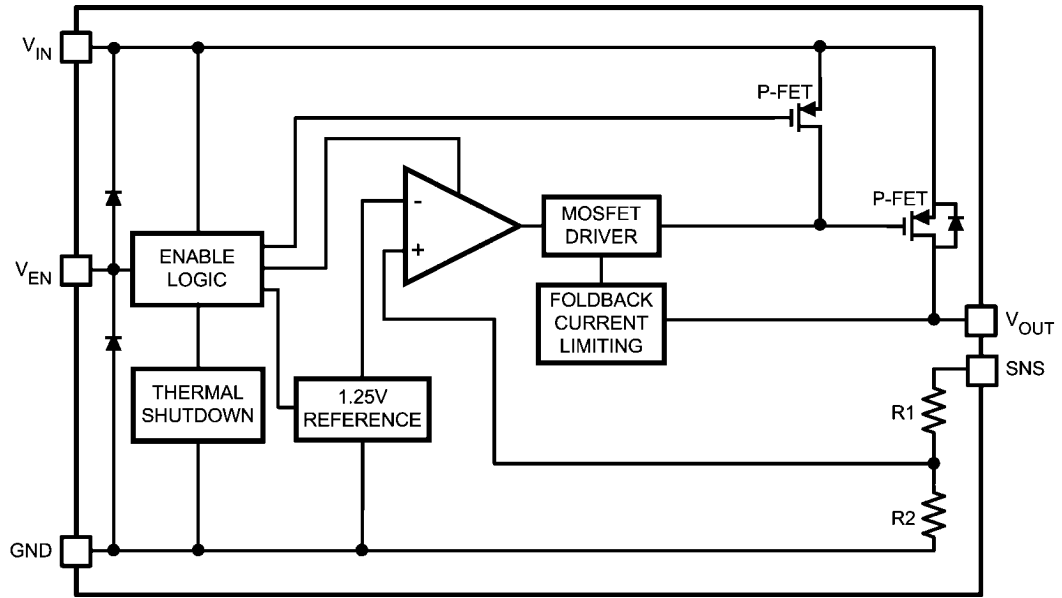 VIN
P-FET
P-FET
-
+
MOSFET
DRIVER
ENABLE
LOGIC
VEN
FOLDBACK
CURRENT
LIMITING
VOUT
SNS
THERMAL
SHUTDOWN
1.25V
REFERENCE
R1
R2
GND